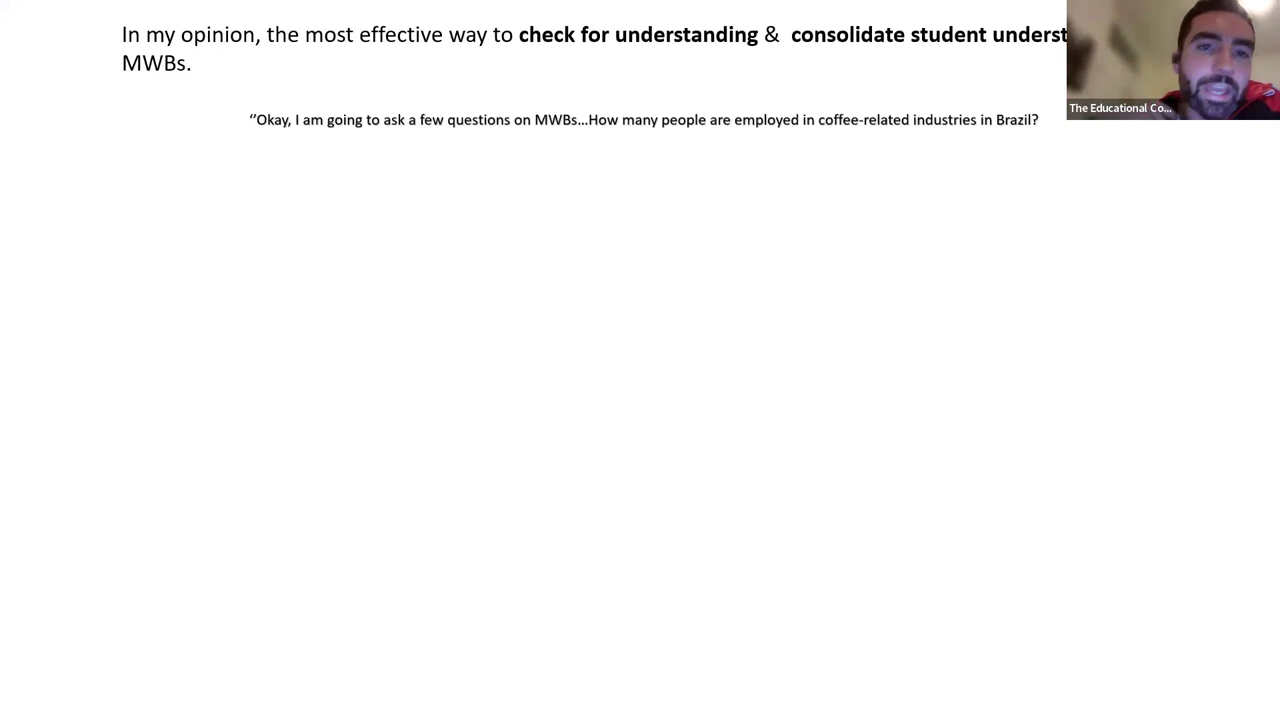 In my opinion, the most effective way to check for understanding & consolidate student underst
MWBs.
The Educational Co...
‘’Okay, I am going to ask a few questions on MWBs…How many people are employed in coffee-related industries in Brazil?